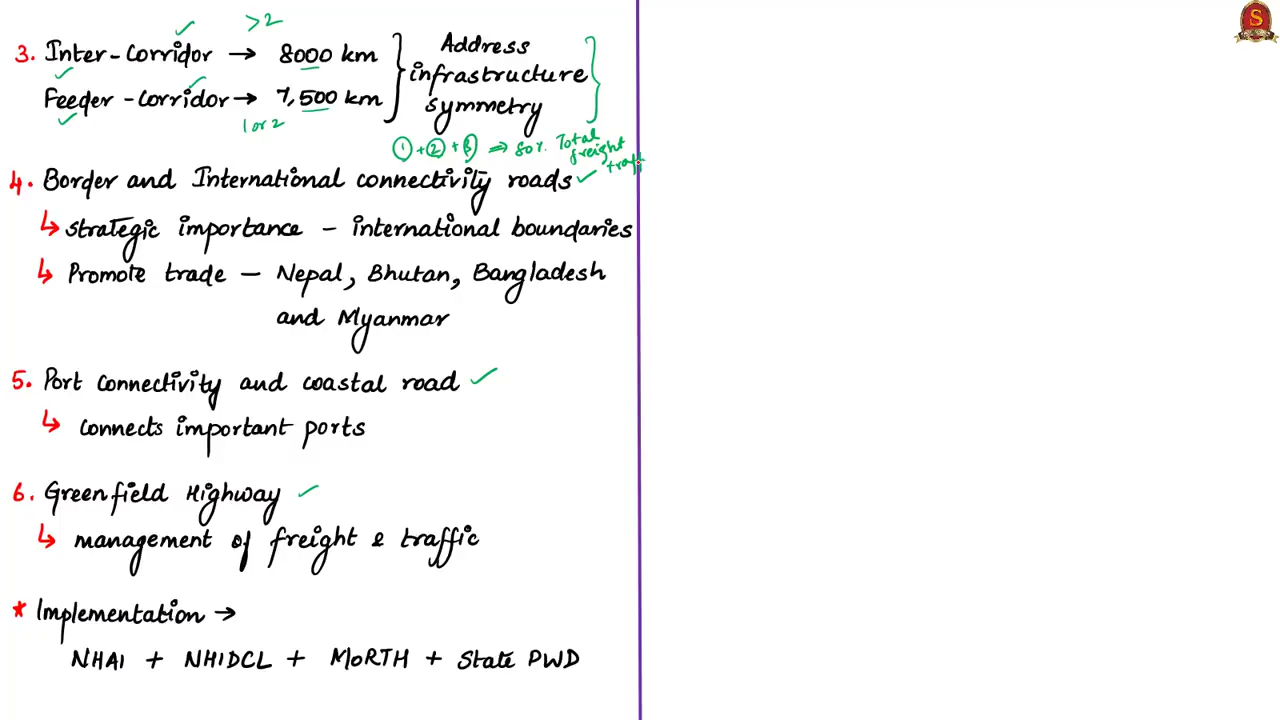 >2
3. Inter-Corridor → 8000 km
Feeder-Corridor → 7,500 km
1 or 2
Address
infrastructure
symmetry
① + ② + ③ ⇒ 80% Total
freight
traff
4. Border and International connectivity roads
↳ strategic importance - international boundaries
↳ Promote trade - Nepal, Bhutan, Bangladesh
and Myanmar
5. Port connectivity and coastal road
↳ connects important ports
6. Greenfield Highway
↳ management of freight & traffic
* Implementation →
NHAI + NHIDCL + MoRTH + State PWD
S